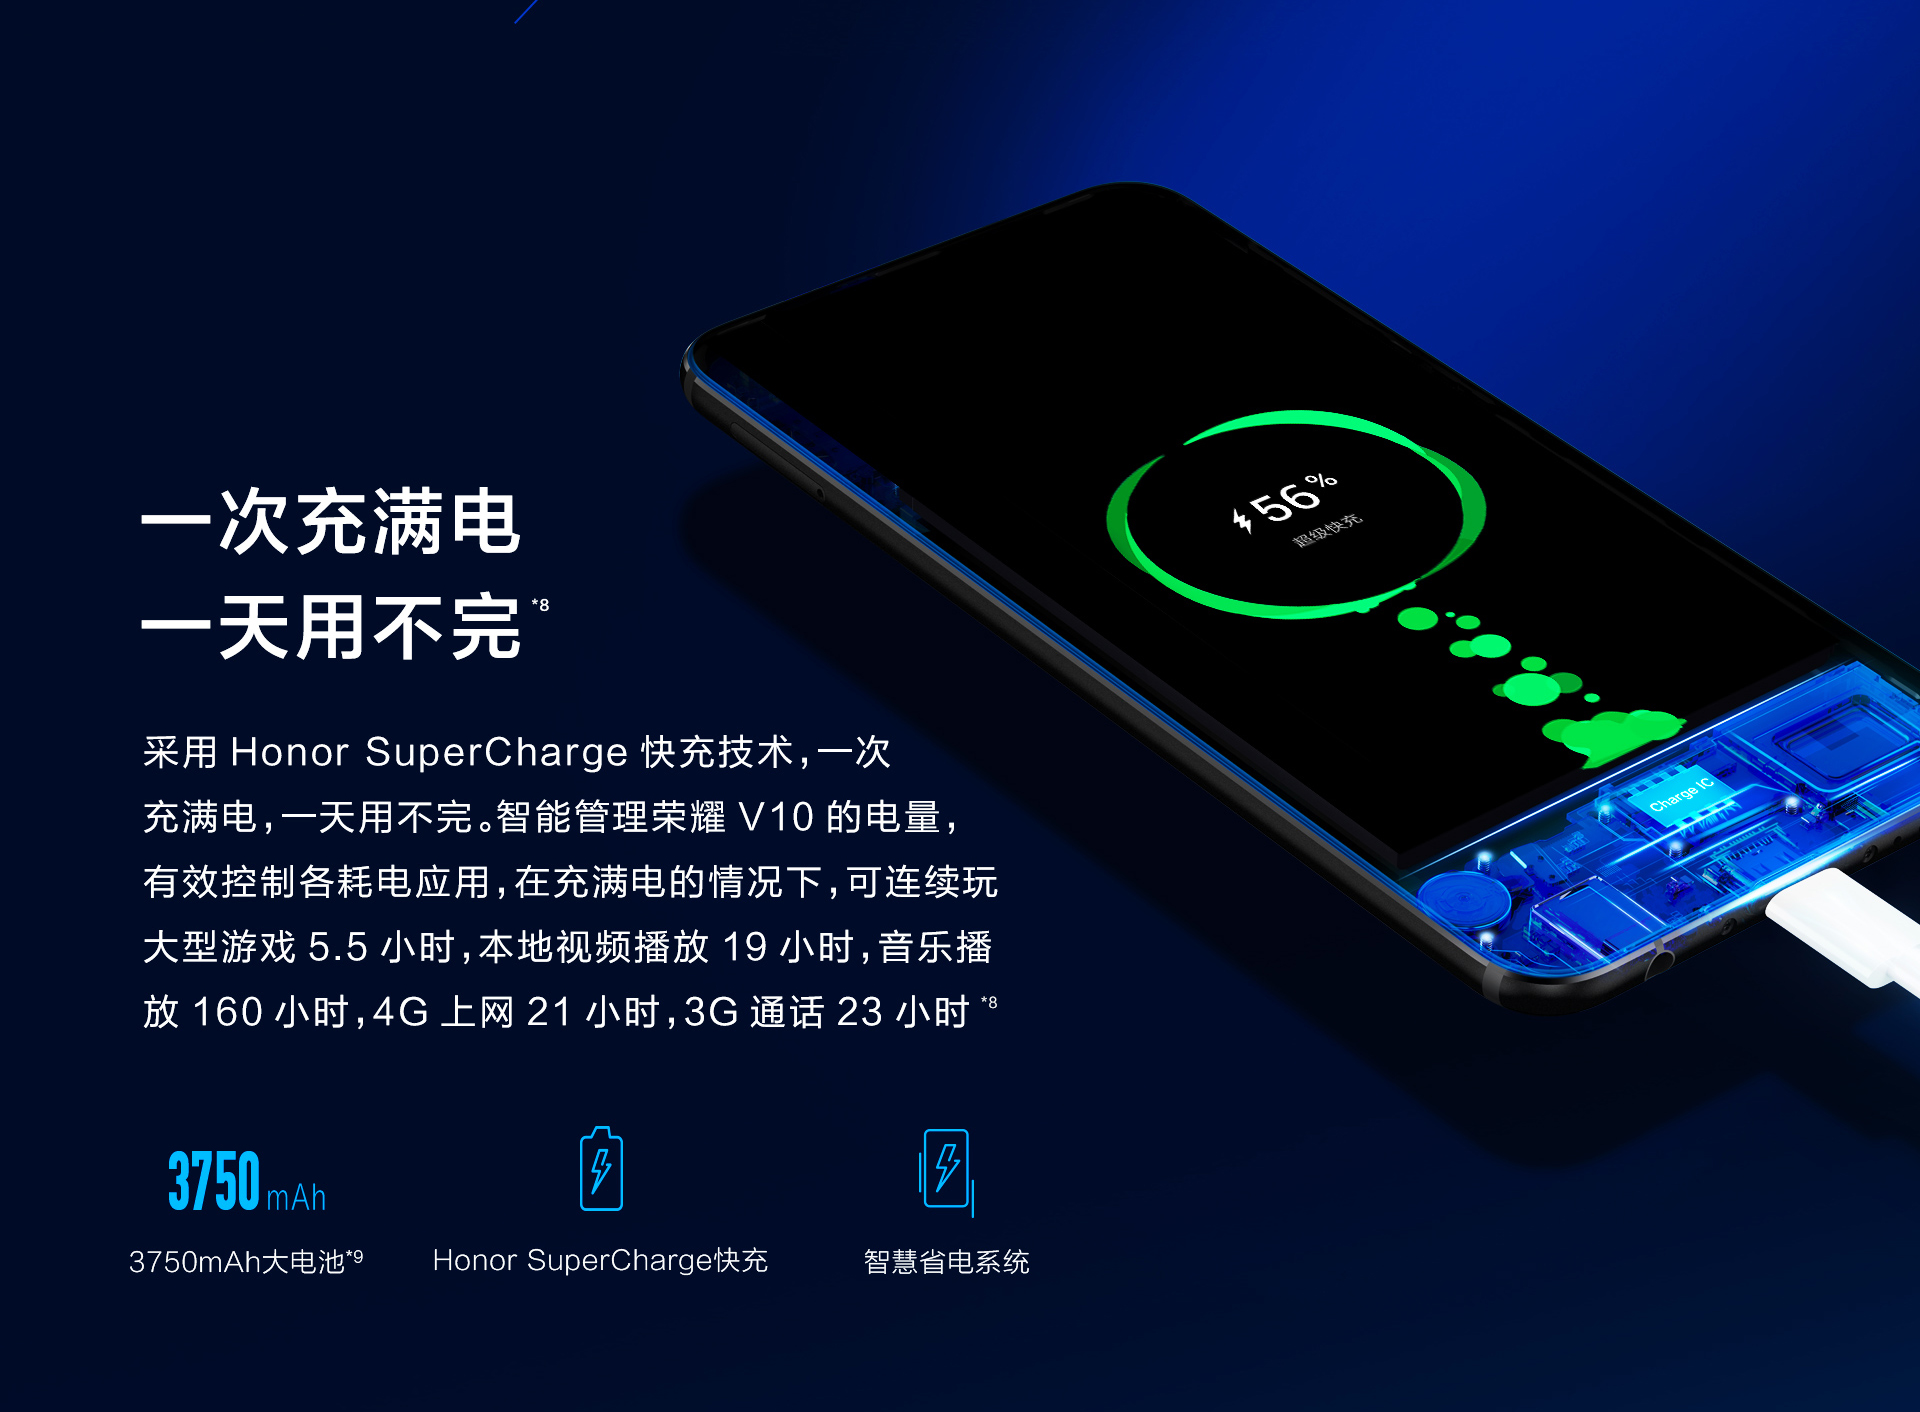 一次充满电
一天用不完*8
采用 Honor SuperCharge 快充技术,一次
充满电,一天用不完。智能管理荣耀 V10 的电量,
有效控制各耗电应用,在充满电的情况下,可连续玩
大型游戏 5.5 小时,本地视频播放 19 小时,音乐播
放 160 小时,4G 上网 21 小时,3G 通话 23 小时 *8
3750 mAh
3750mAh大电池*9
Honor SuperCharge快充
智慧省电系统
56%
超级快充
Charge IC